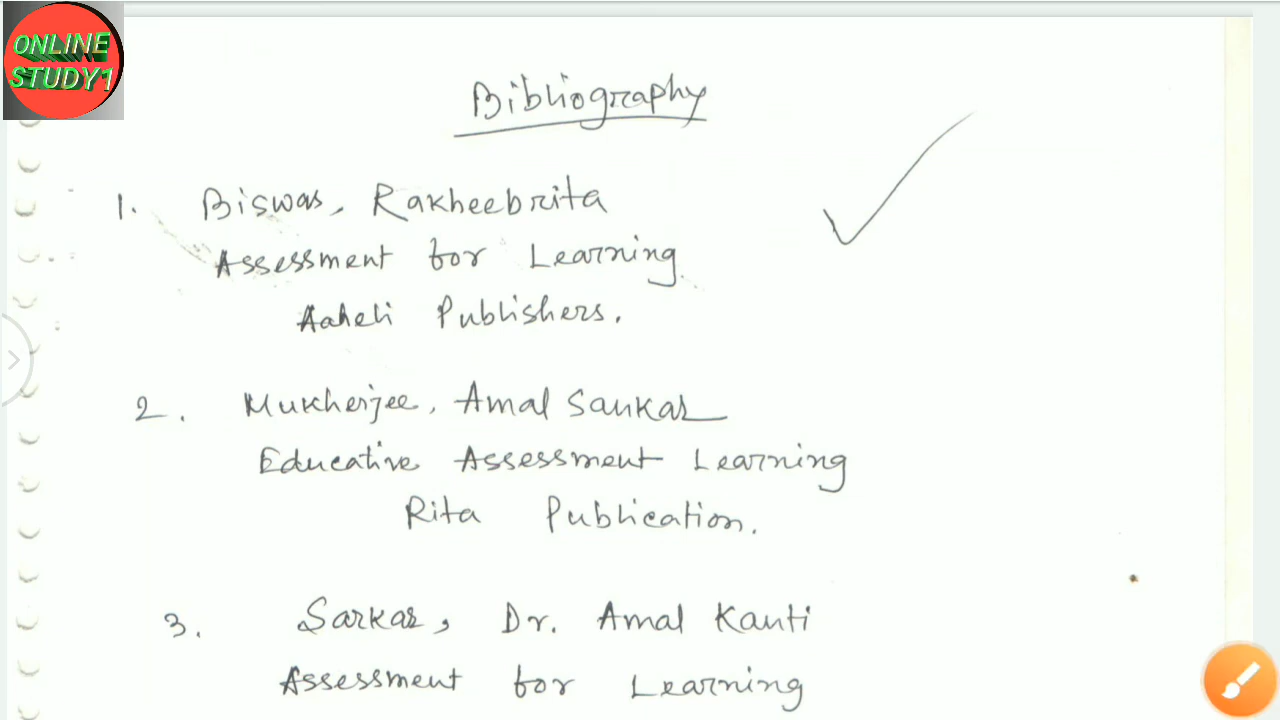 ONLINE
STUDY1
Bibliography
1. Biswas, Rakheebrita
Assessment for Learning
Aaheli Publishers.
2. Mukherjee, Amal Sankar
Educative Assessment Learning
Rita Publication.
3. Sarkar, Dr. Amal Kanti
Assessment for Learning